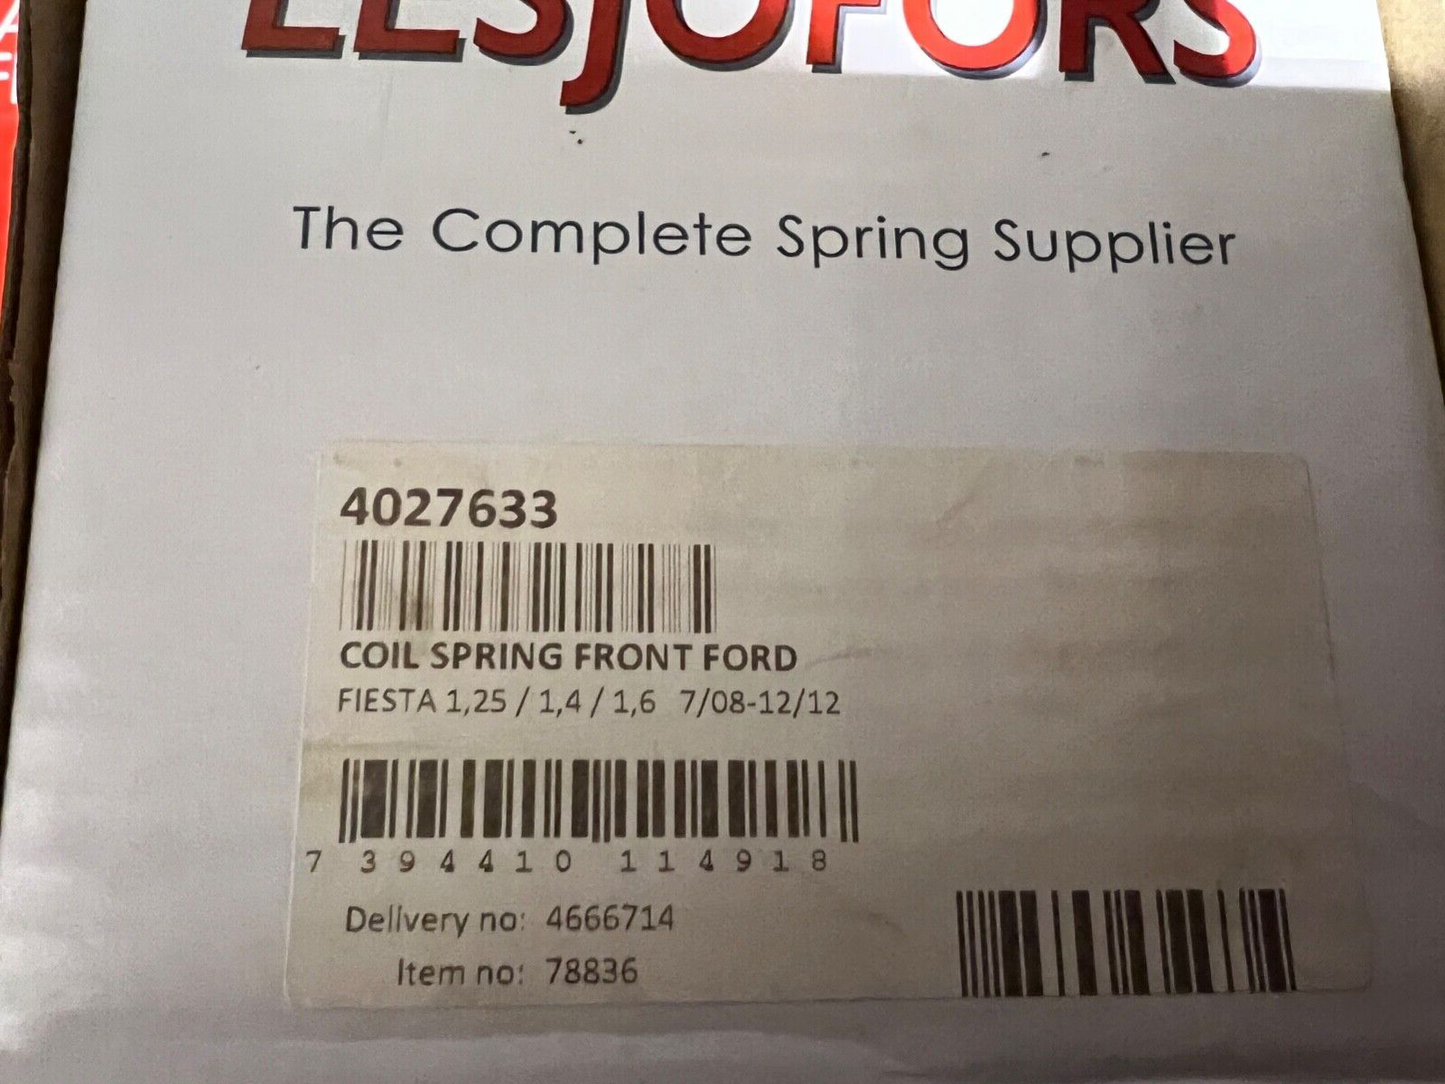 LESJÖFORS
The Complete Spring Supplier
4027633
COIL SPRING FRONT FORD
FIESTA 1,25 / 1,4 / 1,6 7/08-12/12
7 394410 114918
Delivery no: 4666714
Item no: 78836